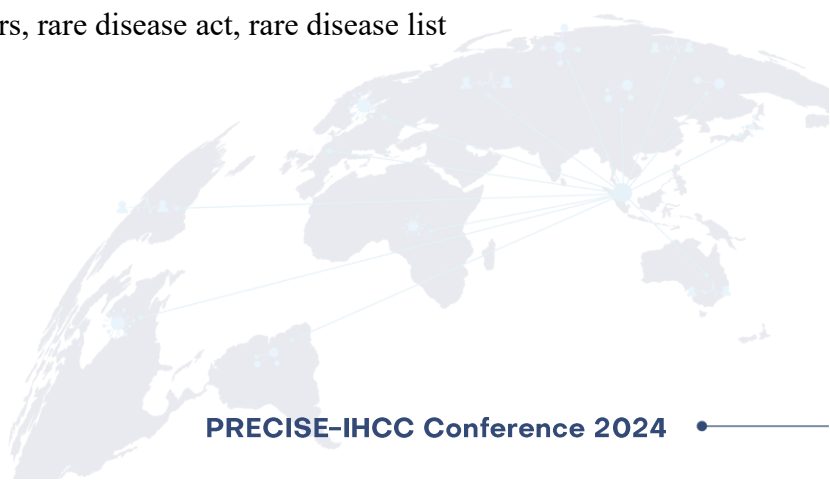 rs, rare disease act, rare disease list
PRECISE–IHCC Conference 2024